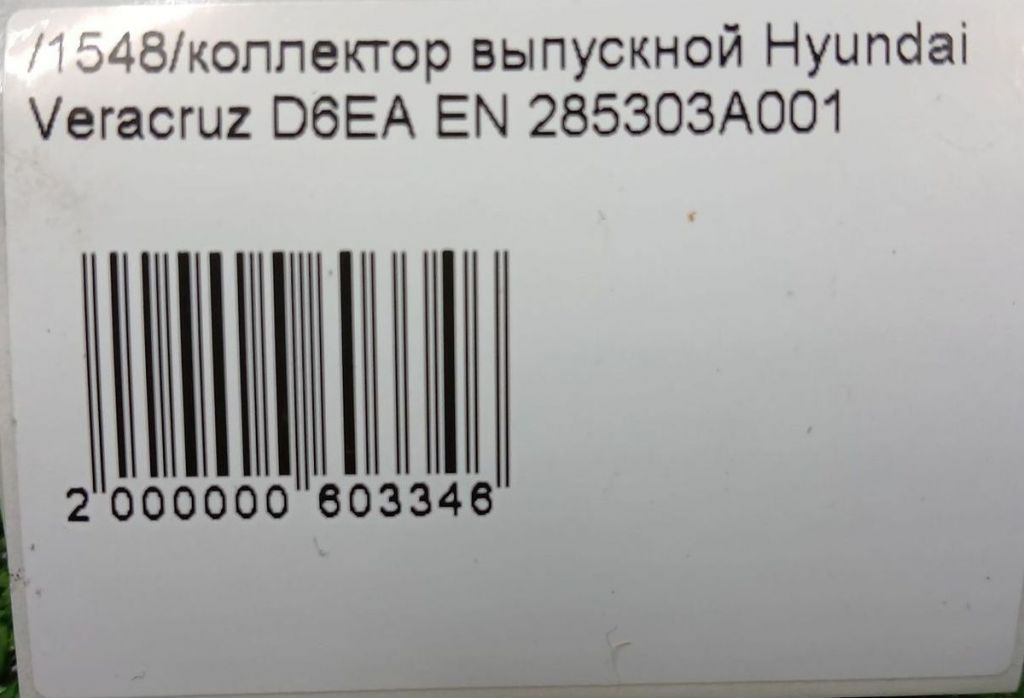 /1548/коллектор выпускной Hyundai
Veracruz D6EA EN 285303A001
2 000000 603346